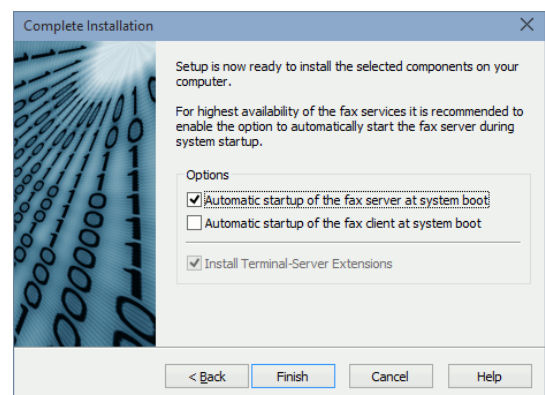 Complete Installation
Setup is now ready to install the selected components on your
computer.
For highest availability of the fax services it is recommended to
enable the option to automatically start the fax server during
system startup.
Options
Automatic startup of the fax server at system boot
Automatic startup of the fax client at system boot
Install Terminal-Server Extensions
< Back
Finish
Cancel
Help